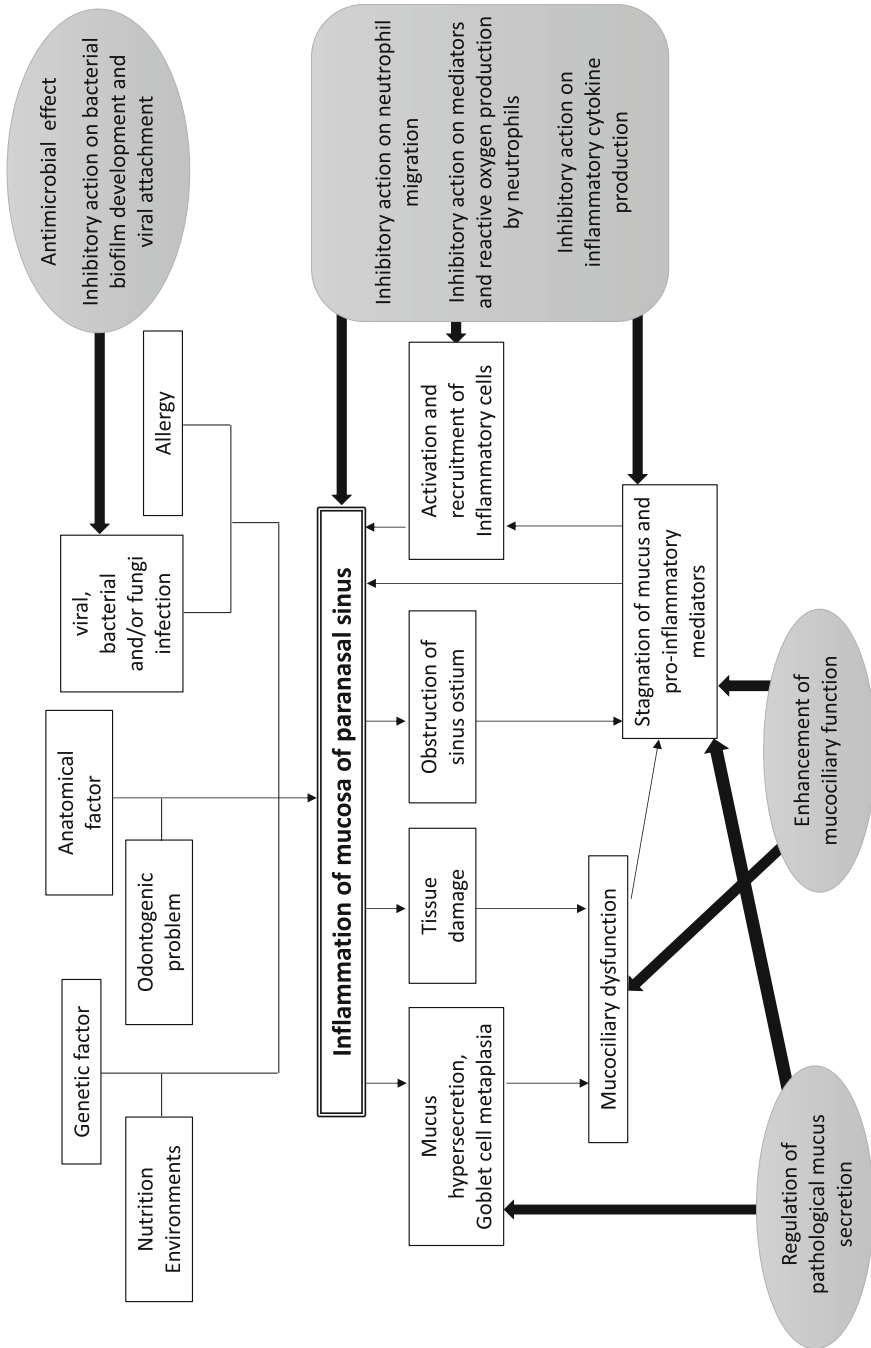 Genetic factor
Nutrition
Environments
Anatomical
factor
Odontogenic
problem
viral,
bacterial
and/or fungi
infection
Allergy
Antimicrobial effect
Inhibitory action on bacterial
biofilm development and
viral attachment
Inflammation of mucosa of paranasal sinus
Mucus
hypersecretion,
Goblet cell metaplasia
Tissue
damage
Obstruction of
sinus ostium
Activation and
recruitment of
Inflammatory cells
Inhibitory action on neutrophil
migration
Inhibitory action on mediators
and reactive oxygen production
by neutrophils
Inhibitory action on
inflammatory cytokine
production
Mucociliary dysfunction
Stagnation of mucus and
pro-inflammatory
mediators
Regulation of
pathological mucus
secretion
Enhancement of
mucociliary function